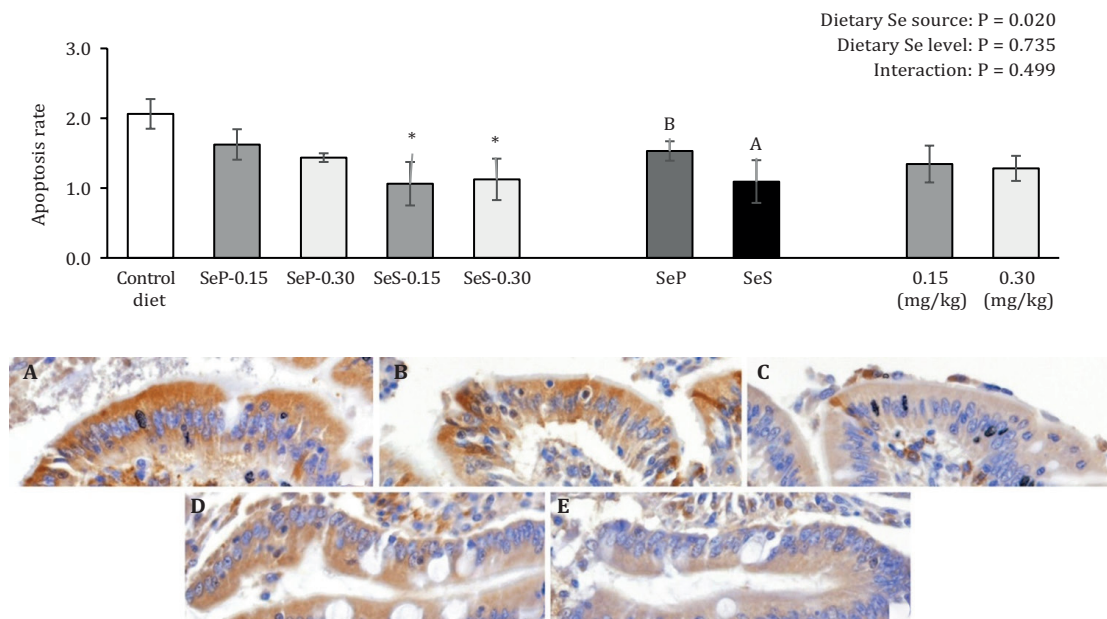 Dietary Se source: P = 0.020
Dietary Se level: P = 0.735
Interaction: P = 0.499
Apoptosis rate
3.0
2.0
1.0
0.0
*
*
B
A
Control
diet
SeP-0.15
SeP-0.30
SeS-0.15
SeS-0.30
SeP
SeS
0.15
(mg/kg)
0.30
(mg/kg)
A
B
C
D
E